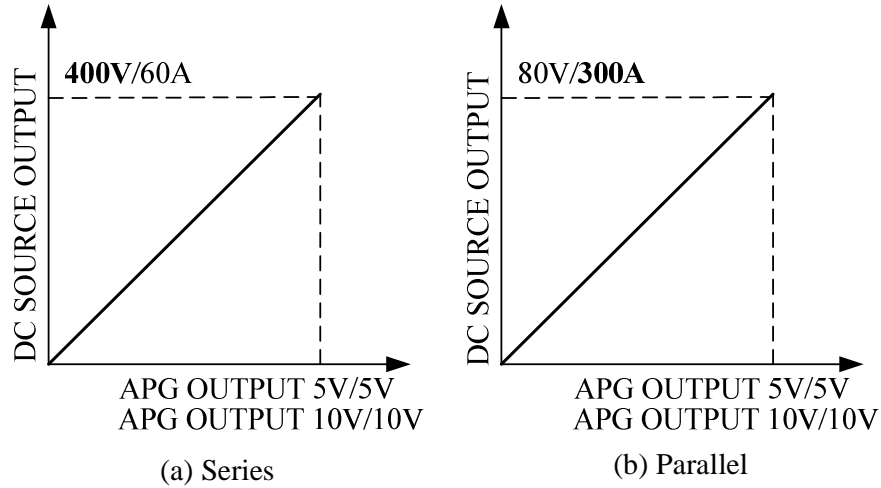 DC SOURCE OUTPUT
400V/60A
APG OUTPUT 5V/5V
APG OUTPUT 10V/10V
(a) Series
DC SOURCE OUTPUT
80V/300A
APG OUTPUT 5V/5V
APG OUTPUT 10V/10V
(b) Parallel